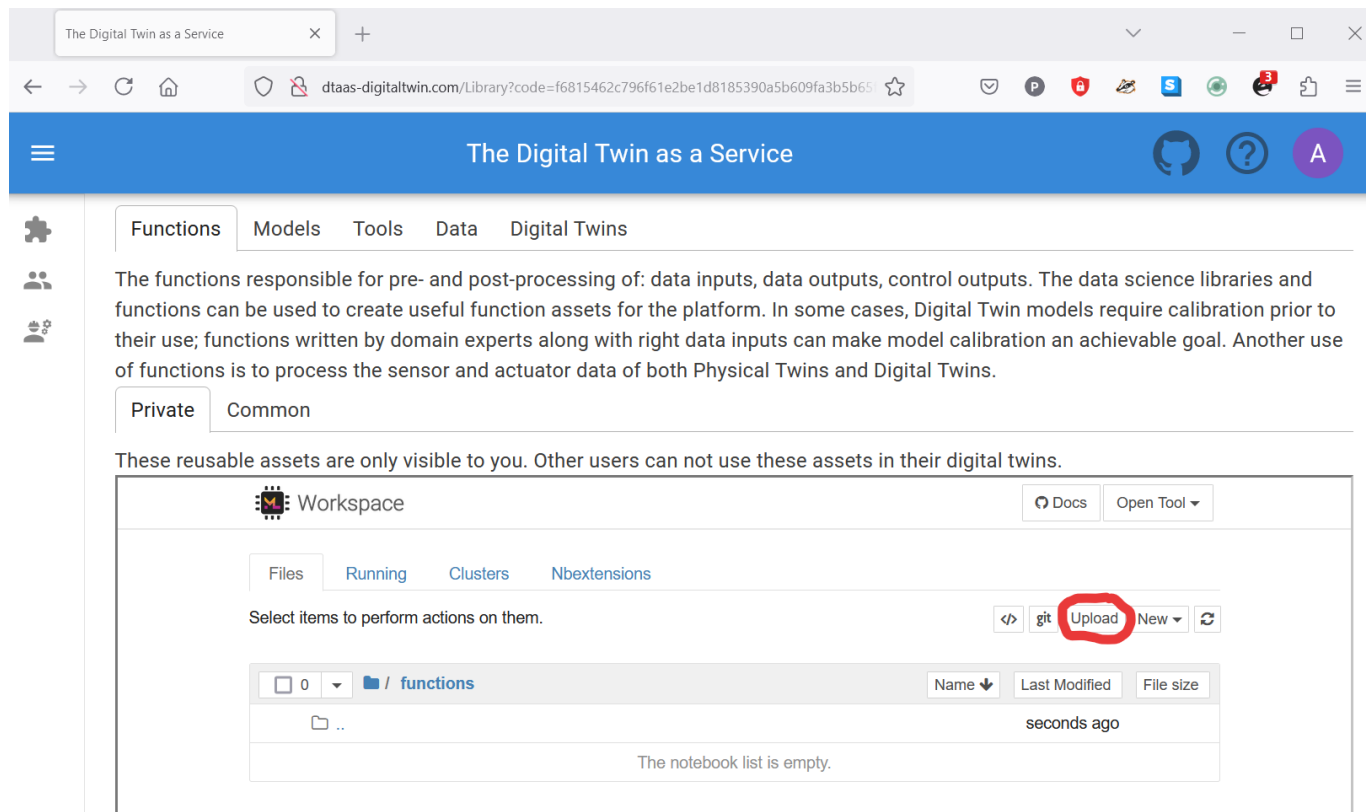 The Digital Twin as a Service
dtaas-digitaltwin.com/Library?code=f6815462c796f61e2be1d8185390a5b609fa3b5b65
P
S
3
The Digital Twin as a Service
?
A
Functions Models Tools Data Digital Twins
The functions responsible for pre- and post-processing of: data inputs, data outputs, control outputs. The data science libraries and
functions can be used to create useful function assets for the platform. In some cases, Digital Twin models require calibration prior to
their use; functions written by domain experts along with right data inputs can make model calibration an achievable goal. Another use
of functions is to process the sensor and actuator data of both Physical Twins and Digital Twins.
Private Common
These reusable assets are only visible to you. Other users can not use these assets in their digital twins.
Workspace Docs Open Tool
Files Running Clusters Nbextensions
Select items to perform actions on them. </> git Upload New
0 / functions Name Last Modified File size
.. seconds ago
The notebook list is empty.